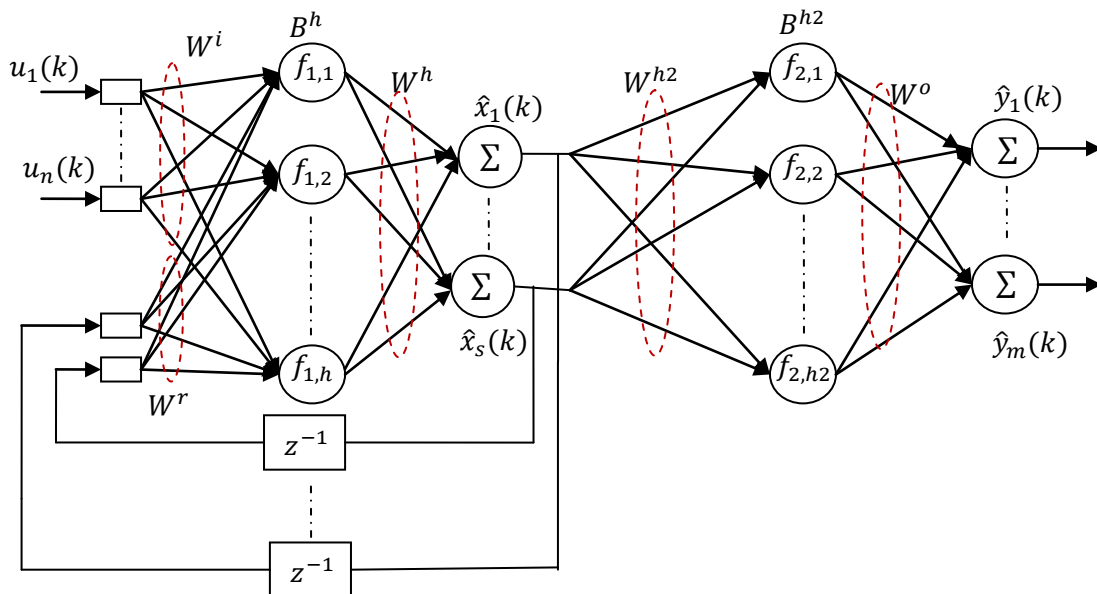 W^i
B^h
B^{h2}
u_1(k)
f_{1,1}
W^h
x̂_1(k)
W^{h2}
f_{2,1}
W^o
ŷ_1(k)
Σ
Σ
u_n(k)
f_{1,2}
f_{2,2}
Σ
Σ
x̂_s(k)
ŷ_m(k)
f_{1,h}
f_{2,h2}
W^r
z^{-1}
z^{-1}